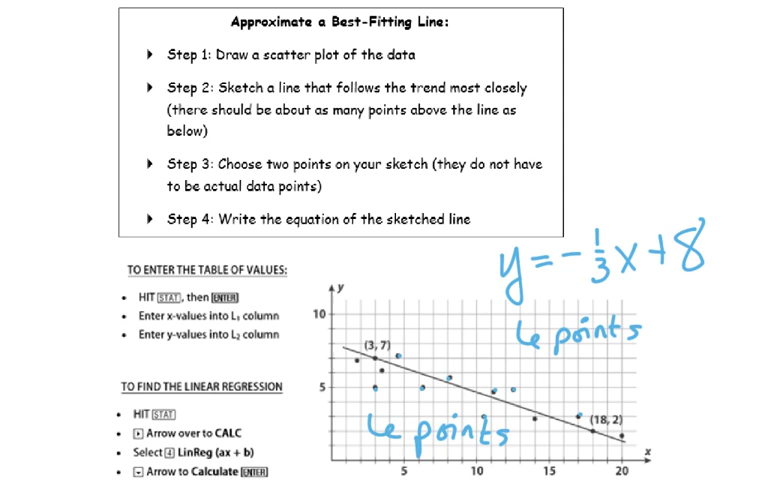 Approximate a Best-Fitting Line:
Step 1: Draw a scatter plot of the data
Step 2: Sketch a line that follows the trend most closely
(there should be about as many points above the line as
below)
Step 3: Choose two points on your sketch (they do not have
to be actual data points)
Step 4: Write the equation of the sketched line
y = -1/3 x + 8
TO ENTER THE TABLE OF VALUES:
HIT STAT, then ENTER
Enter x-values into L₁ column
Enter y-values into L₂ column
TO FIND THE LINEAR REGRESSION
HIT STAT
Arrow over to CALC
Select 4 LinReg (ax + b)
Arrow to Calculate ENTER
y
10
6 points
(3, 7)
5
6 points
(18, 2)
x
5 10 15 20